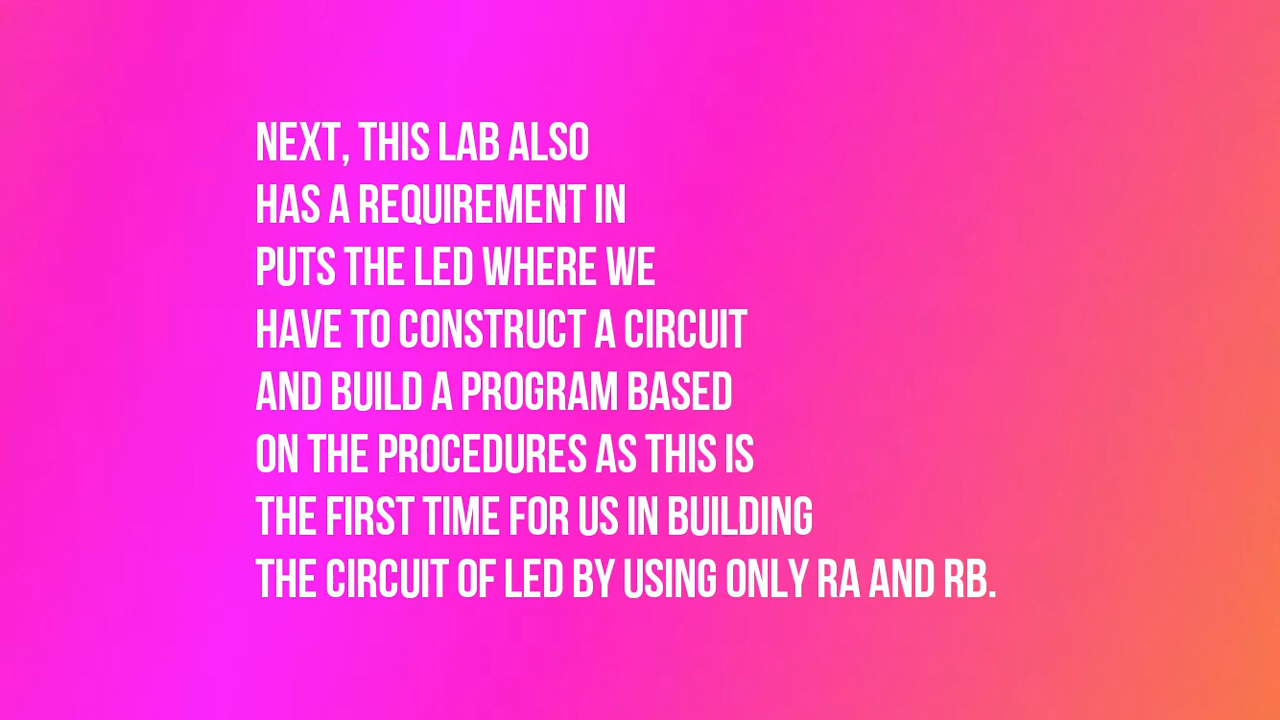 NEXT, THIS LAB ALSO
HAS A REQUIREMENT IN
PUTS THE LED WHERE WE
HAVE TO CONSTRUCT A CIRCUIT
AND BUILD A PROGRAM BASED
ON THE PROCEDURES AS THIS IS
THE FIRST TIME FOR US IN BUILDING
THE CIRCUIT OF LED BY USING ONLY RA AND RB.